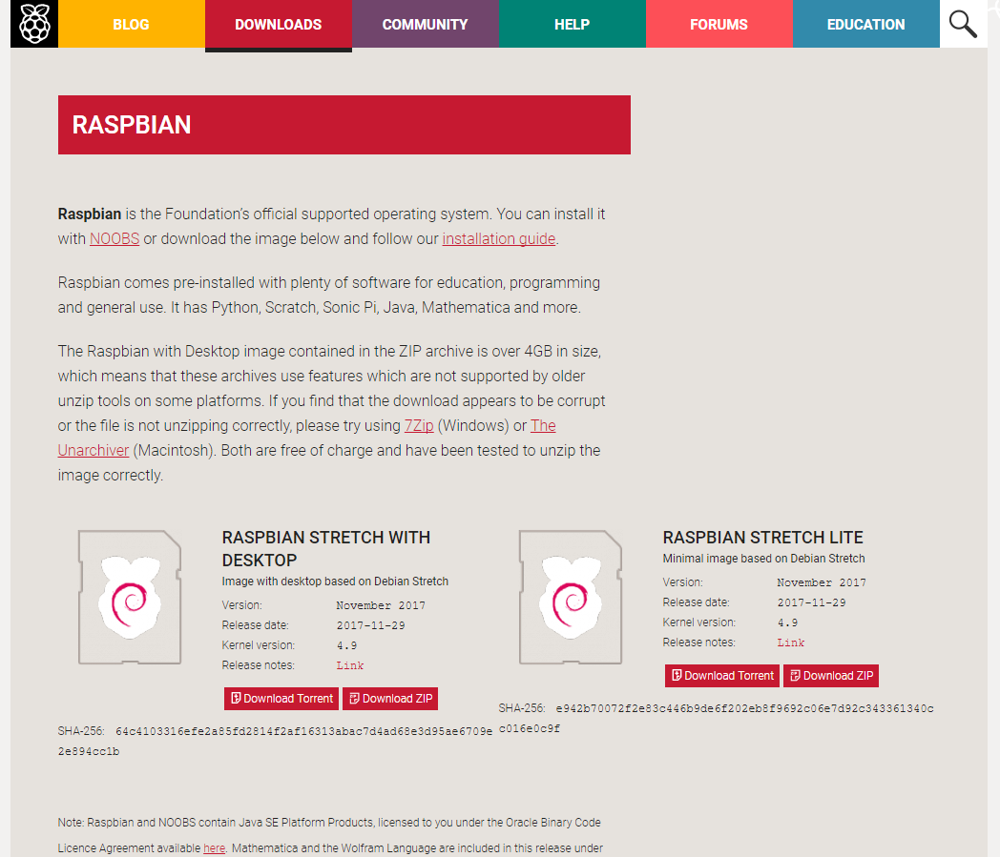 BLOG DOWNLOADS COMMUNITY HELP FORUMS EDUCATION
RASPBIAN
Raspbian is the Foundation’s official supported operating system. You can install it
with NOOBS or download the image below and follow our installation guide.
Raspbian comes pre-installed with plenty of software for education, programming
and general use. It has Python, Scratch, Sonic Pi, Java, Mathematica and more.
The Raspbian with Desktop image contained in the ZIP archive is over 4GB in size,
which means that these archives use features which are not supported by older
unzip tools on some platforms. If you find that the download appears to be corrupt
or the file is not unzipping correctly, please try using 7Zip (Windows) or The
Unarchiver (Macintosh). Both are free of charge and have been tested to unzip the
image correctly.
RASPBIAN STRETCH WITH
DESKTOP
Image with desktop based on Debian Stretch
Version: November 2017
Release date: 2017-11-29
Kernel version: 4.9
Release notes: Link
Download Torrent Download ZIP
SHA-256: 64c4103316efe2a85fd2814f2af16313abac7d4ad68e3d95ae6709e
2e894cc1b
RASPBIAN STRETCH LITE
Minimal image based on Debian Stretch
Version: November 2017
Release date: 2017-11-29
Kernel version: 4.9
Release notes: Link
Download Torrent Download ZIP
SHA-256: e942b70072f2e83c446b9de6f202eb8f9692c06e7d92c343361340c
c016e0c9f
Note: Raspbian and NOOBS contain Java SE Platform Products, licensed to you under the Oracle Binary Code
Licence Agreement available here. Mathematica and the Wolfram Language are included in this release under